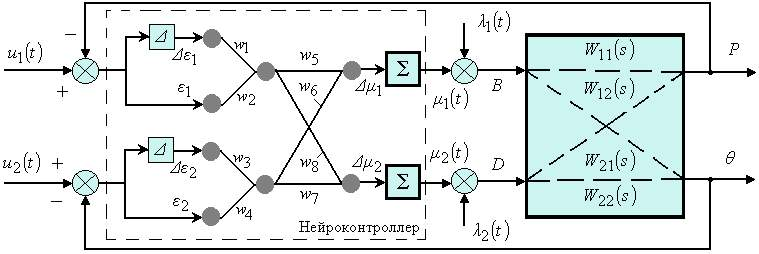 − λ₁(t) P
u₁(t) Δ Δε₁ w₁ w₅ Σ W₁₁(s)
+ ε₁ w₂ w₆ Δμ₁ μ₁(t) B W₁₂(s)
u₂(t) + Δ Δε₂ w₃ w₈ Δμ₂ μ₂(t) W₂₁(s) θ
− ε₂ w₄ w₇ Σ D W₂₂(s)
Нейроконтроллер λ₂(t)